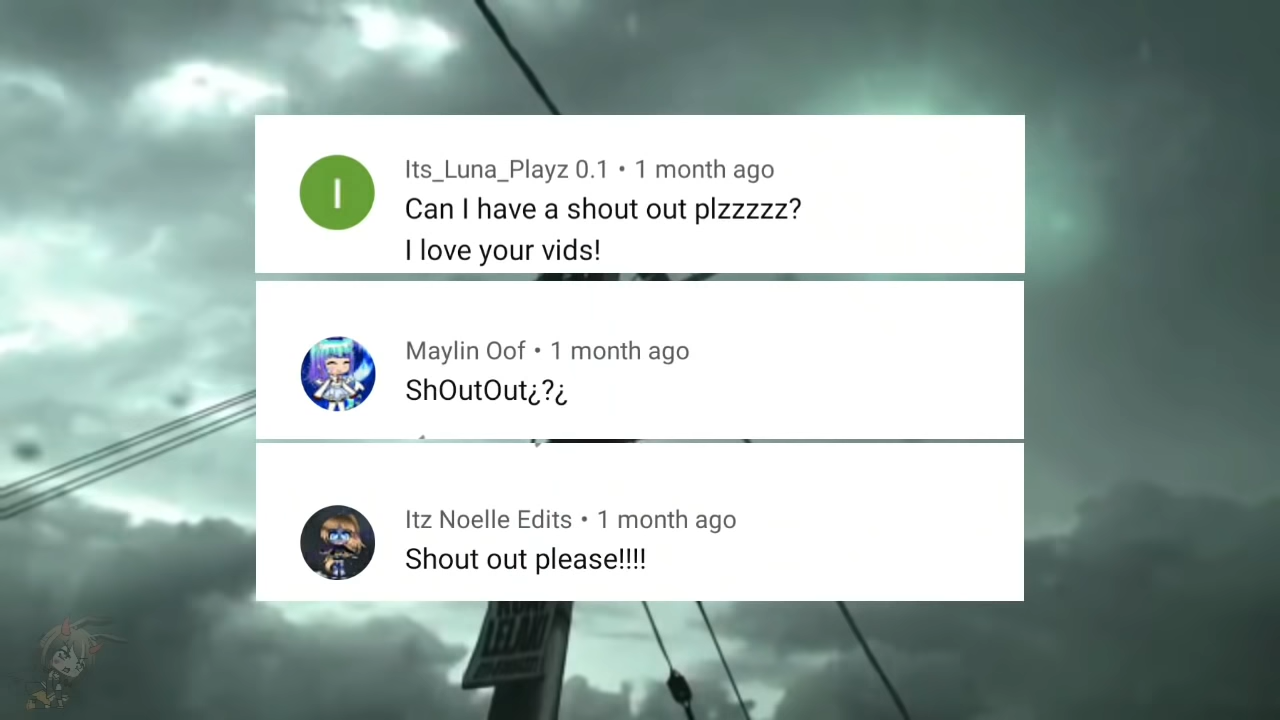 Its_Luna_Playz 0.1 • 1 month ago
Can I have a shout out plzzzzz?
I love your vids!
Maylin Oof • 1 month ago
ShOutOut¿?¿
Itz Noelle Edits • 1 month ago
Shout out please!!!!